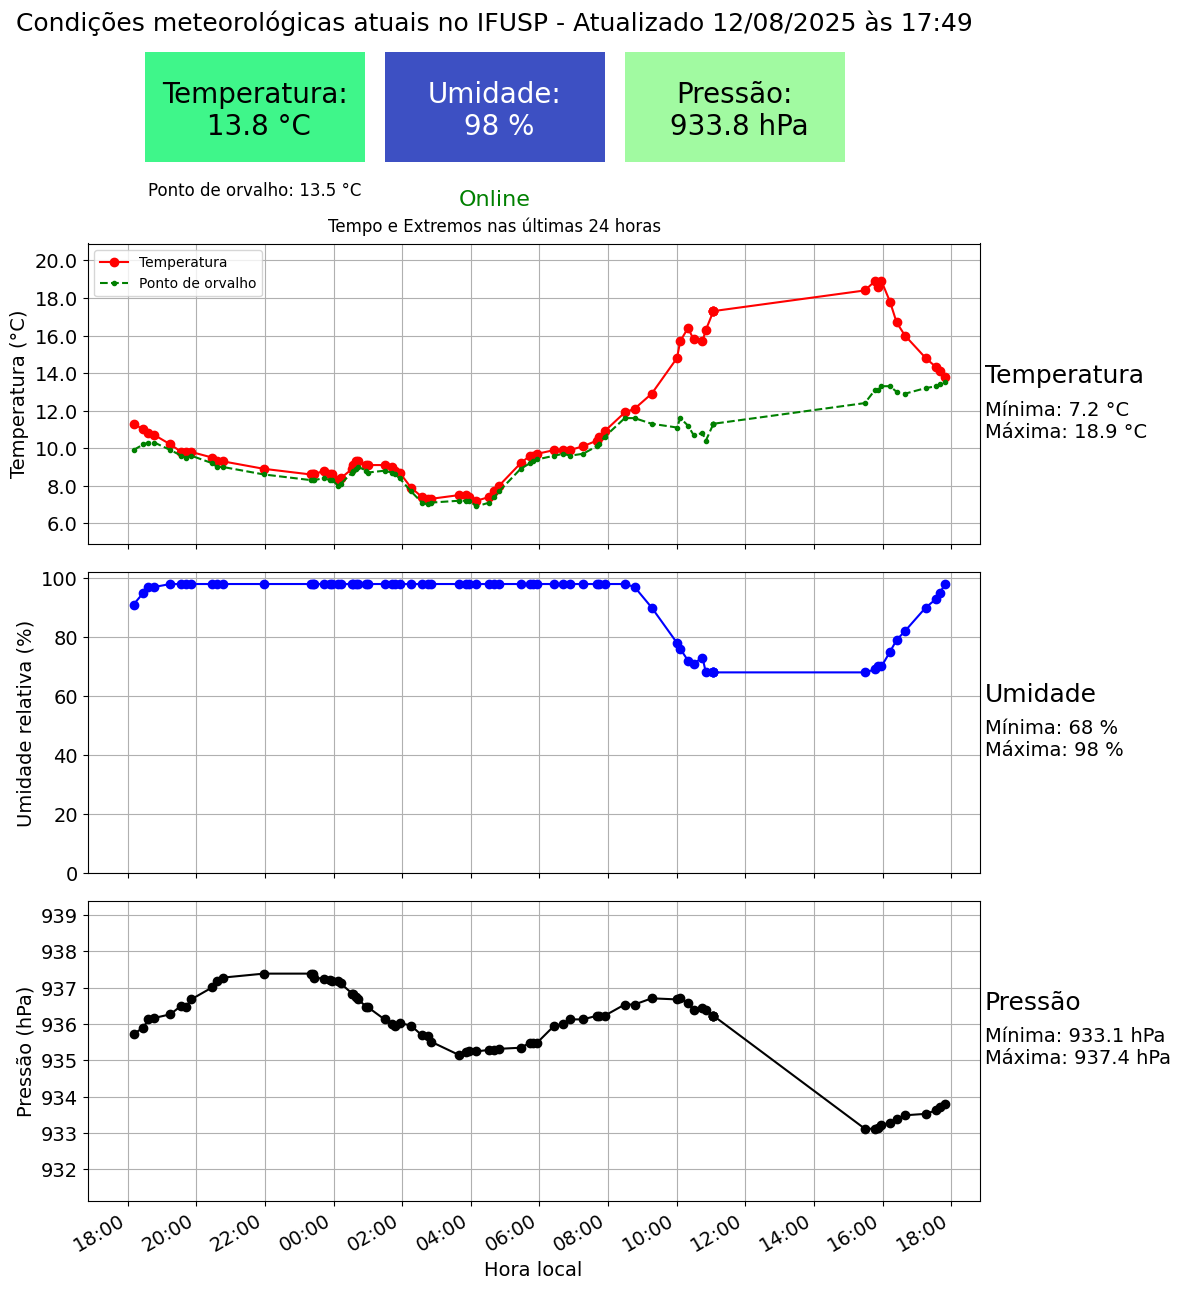 Condições meteorológicas atuais no IFUSP - Atualizado 12/08/2025 às 17:49
Temperatura:
13.8 °C
Umidade:
98 %
Pressão:
933.8 hPa
Ponto de orvalho: 13.5 °C
Online
Tempo e Extremos nas últimas 24 horas
Temperatura (°C)
20.0
18.0
16.0
14.0
12.0
10.0
8.0
6.0
Temperatura
Ponto de orvalho
Temperatura
Mínima: 7.2 °C
Máxima: 18.9 °C
Umidade relativa (%)
100
80
60
40
20
0
Umidade
Mínima: 68 %
Máxima: 98 %
Pressão (hPa)
939
938
937
936
935
934
933
932
Pressão
Mínima: 933.1 hPa
Máxima: 937.4 hPa
18:00
20:00
22:00
00:00
02:00
04:00
06:00
08:00
10:00
12:00
14:00
16:00
18:00
Hora local